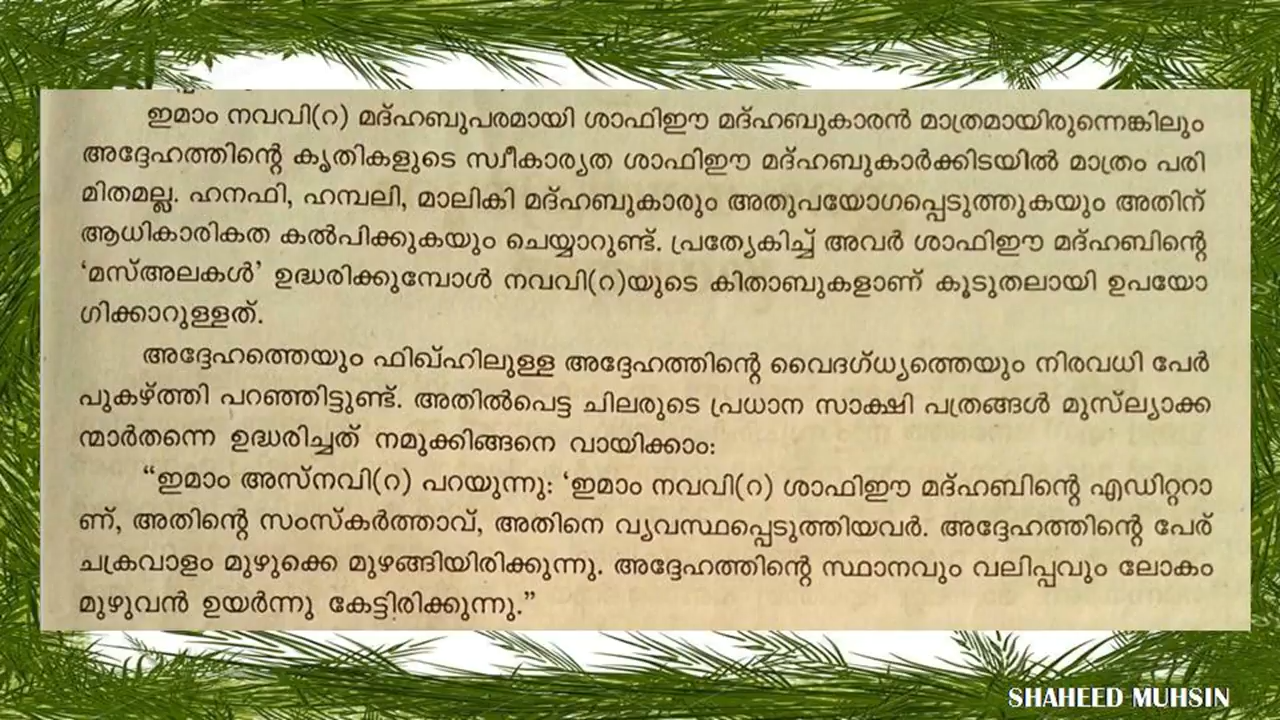 ഇമാം നവവി(റ) മദ്ഹബുപരമായി ശാഫിഈ മദ്ഹബുകാരൻ മാത്രമായിരുന്നെങ്കിലും
അദ്ദേഹത്തിന്റെ കൃതികളുടെ സ്വീകാര്യത ശാഫിഈ മദ്ഹബുകാർക്കിടയിൽ മാത്രം പരി
മിതമല്ല. ഹനഫി, ഹമ്പലി, മാലികി മദ്ഹബുകാരും അതുപയോഗപ്പെടുത്തുകയും അതിന്
ആധികാരികത കൽപിക്കുകയും ചെയ്യാറുണ്ട്. പ്രത്യേകിച്ച് അവർ ശാഫിഈ മദ്ഹബിന്റെ
‘മസ്അലകൾ’ ഉദ്ധരിക്കുമ്പോൾ നവവി(റ)യുടെ കിതാബുകളാണ് കൂടുതലായി ഉപയോ
ഗിക്കാറുള്ളത്.
അദ്ദേഹത്തെയും ഫിഖ്ഹിലുള്ള അദ്ദേഹത്തിന്റെ വൈദഗ്ധ്യത്തെയും നിരവധി പേർ
പുകഴ്ത്തി പറഞ്ഞിട്ടുണ്ട്. അതിൽപെട്ട ചിലരുടെ പ്രധാന സാക്ഷി പത്രങ്ങൾ മുസ്ല്യാക്ക
ന്മാർതന്നെ ഉദ്ധരിച്ചത് നമുക്കിങ്ങനെ വായിക്കാം:
“ഇമാം അസ്നവി(റ) പറയുന്നു: ‘ഇമാം നവവി(റ) ശാഫിഈ മദ്ഹബിന്റെ എഡിറ്ററാ
ണ്, അതിന്റെ സംസ്കർത്താവ്, അതിനെ വ്യവസ്ഥപ്പെടുത്തിയവർ. അദ്ദേഹത്തിന്റെ പേര്
ചക്രവാളം മുഴുക്കെ മുഴങ്ങിയിരിക്കുന്നു. അദ്ദേഹത്തിന്റെ സ്ഥാനവും വലിപ്പവും ലോകം
മുഴുവൻ ഉയർന്നു കേട്ടിരിക്കുന്നു.”
SHAHEED MUHSIN